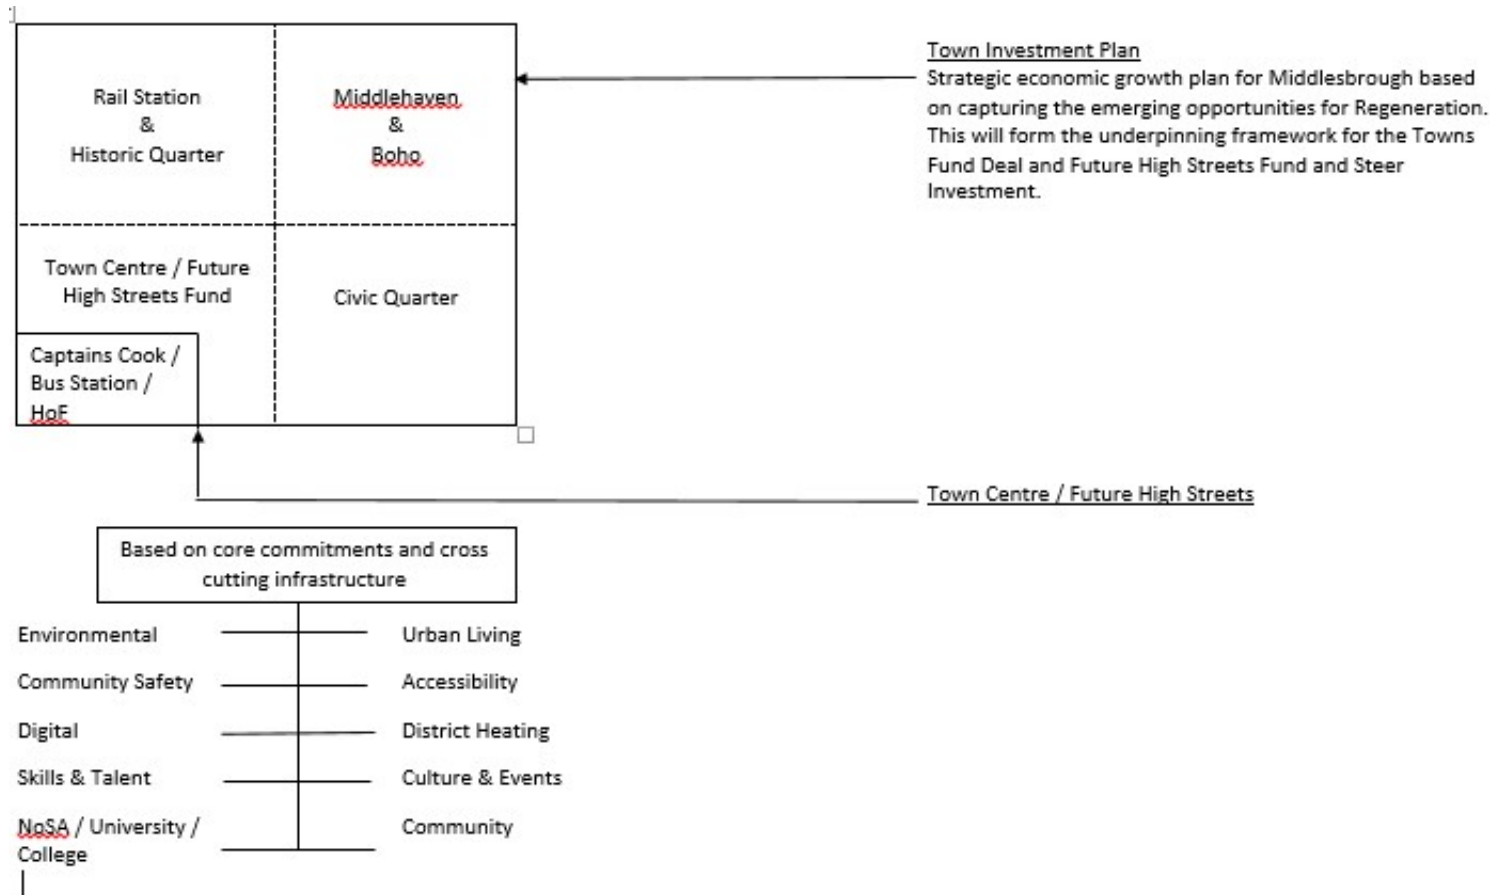 Rail Station
&
Historic Quarter
Middlehaven
&
Boho
Town Investment Plan
Strategic economic growth plan for Middlesbrough based
on capturing the emerging opportunities for Regeneration.
This will form the underpinning framework for the Towns
Fund Deal and Future High Streets Fund and Steer
Investment.
Town Centre / Future
High Streets Fund
Civic Quarter
Captains Cook /
Bus Station /
HoF
Town Centre / Future High Streets
Based on core commitments and cross
cutting infrastructure
Environmental
Urban Living
Community Safety
Accessibility
Digital
District Heating
Skills & Talent
Culture & Events
NoSA / University /
College
Community